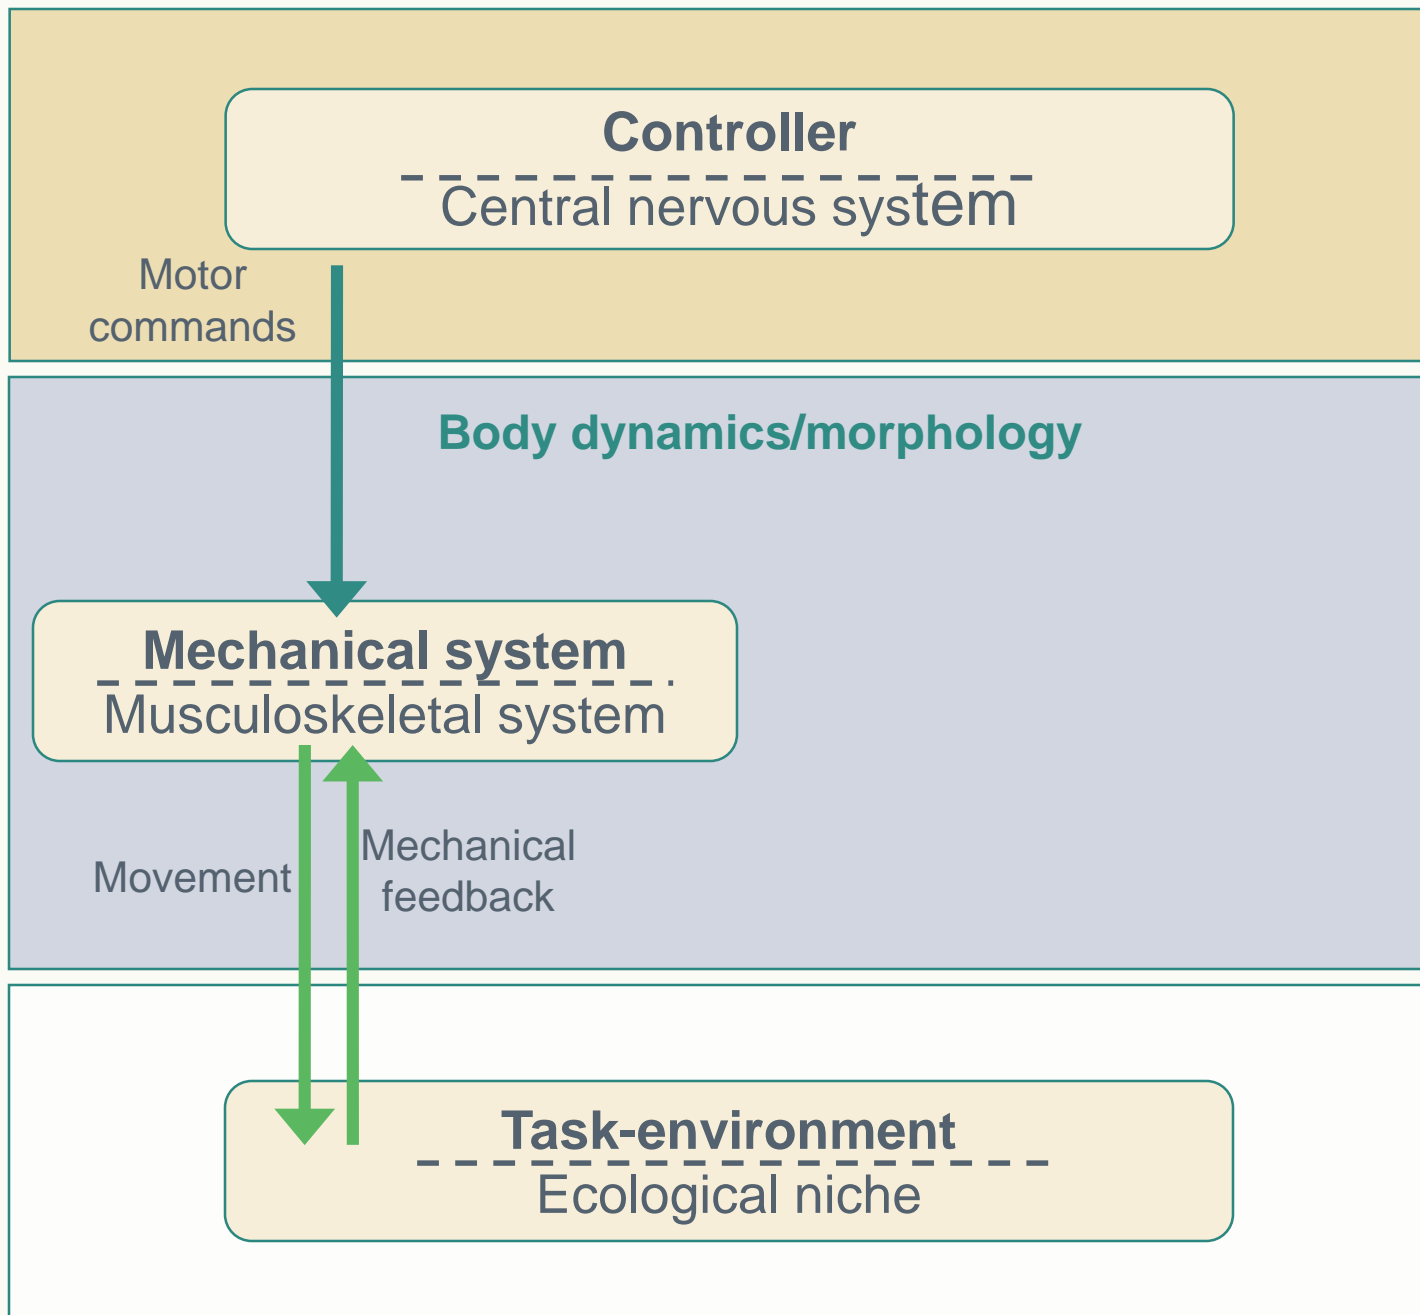 Controller
Central nervous system
Motor
commands
Body dynamics/morphology
Mechanical system
Musculoskeletal system
Movement
Mechanical
feedback
Task-environment
Ecological niche